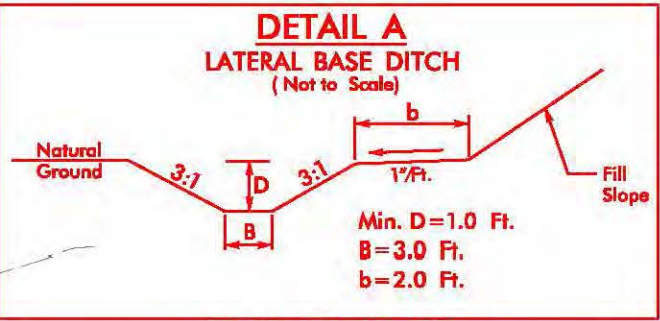 DETAIL A
LATERAL BASE DITCH
(Not to Scale)
b
Natural
Ground
3:1
D
3:1
1"/Ft.
Fill
Slope
B
Min. D=1.0 Ft.
B=3.0 Ft.
b=2.0 Ft.